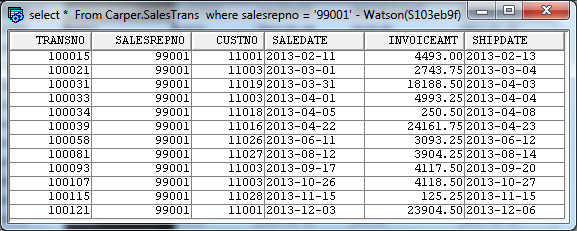 select *  From Carper.SalesTrans  where salesrepno = '99001' - Watson(S103eb9f)
TRANSNO SALESREPNO CUSTNO SALEDATE INVOICEAMT SHIPDATE
100015 99001 11001 2013-02-11 4493.00 2013-02-13
100021 99001 11003 2013-03-01 2743.75 2013-03-04
100031 99001 11019 2013-03-31 18188.50 2013-04-03
100033 99001 11003 2013-04-01 4993.25 2013-04-04
100034 99001 11018 2013-04-05 250.50 2013-04-08
100039 99001 11016 2013-04-22 24161.75 2013-04-23
100058 99001 11026 2013-06-11 3093.25 2013-06-12
100081 99001 11027 2013-08-12 3904.25 2013-08-14
100093 99001 11003 2013-09-17 4117.50 2013-09-20
100107 99001 11003 2013-10-26 4118.50 2013-10-27
100115 99001 11028 2013-11-15 125.25 2013-11-15
100121 99001 11001 2013-12-03 23904.50 2013-12-06